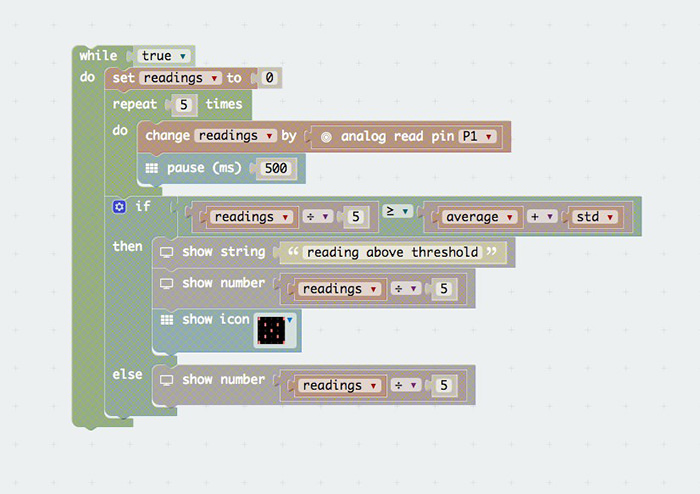 while true
do set readings to 0
repeat 5 times
do change readings by analog read pin P1
pause (ms) 500
if readings ÷ 5 ≥ average + std
then show string “ reading above threshold ”
show number readings ÷ 5
show icon
else show number readings ÷ 5